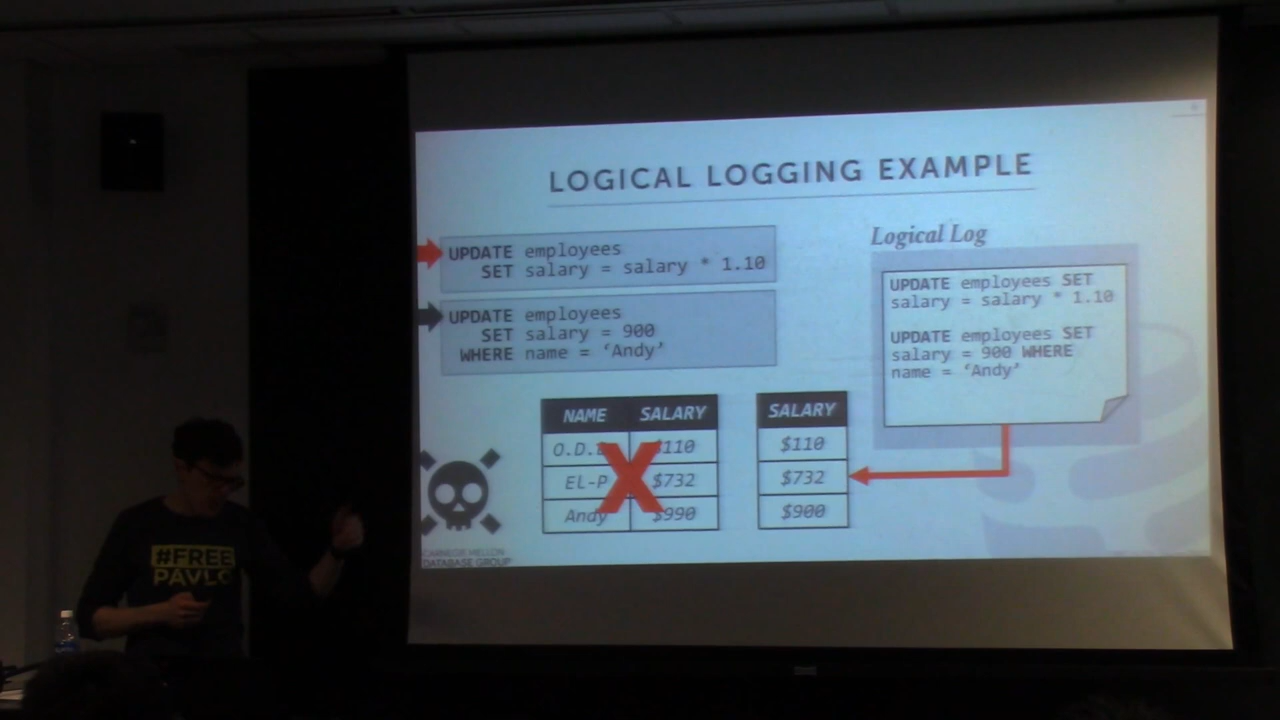 LOGICAL LOGGING EXAMPLE
UPDATE employees
SET salary = salary * 1.10
UPDATE employees
SET salary = 900
WHERE name = ‘Andy’
Logical Log
UPDATE employees SET
salary = salary * 1.10
UPDATE employees SET
salary = 900 WHERE
name = ‘Andy’
NAME SALARY
O.D. $110
EL-P $732
Andy $990
SALARY
$110
$732
$900
CARNEGIE MELLON
DATABASE GROUP
#FREE
PAVLO